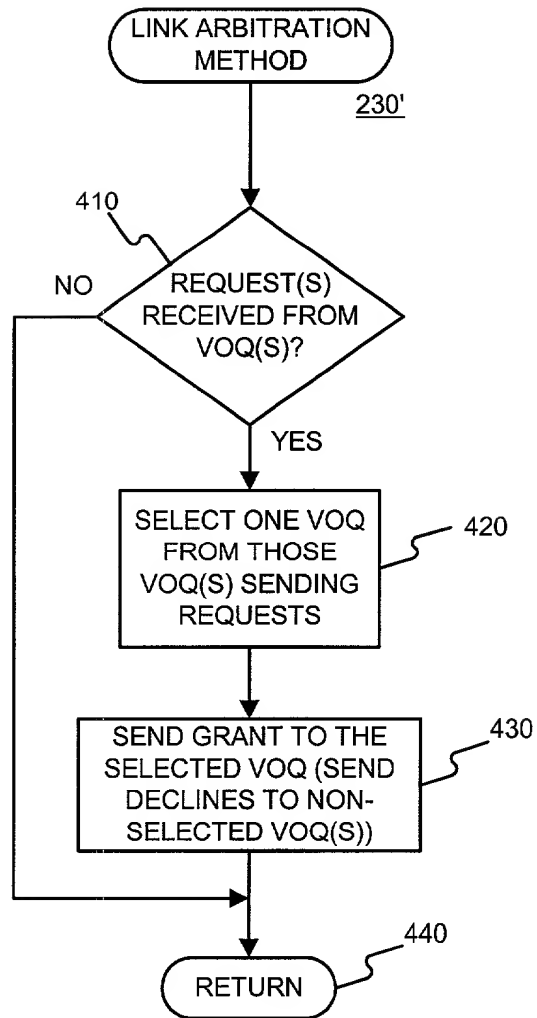 LINK ARBITRATION
METHOD
230'
410
NO
REQUEST(S)
RECEIVED FROM
VOQ(S)?
YES
SELECT ONE VOQ
FROM THOSE
VOQ(S) SENDING
REQUESTS
420
SEND GRANT TO THE
SELECTED VOQ (SEND
DECLINES TO NON-
SELECTED VOQ(S))
430
440
RETURN